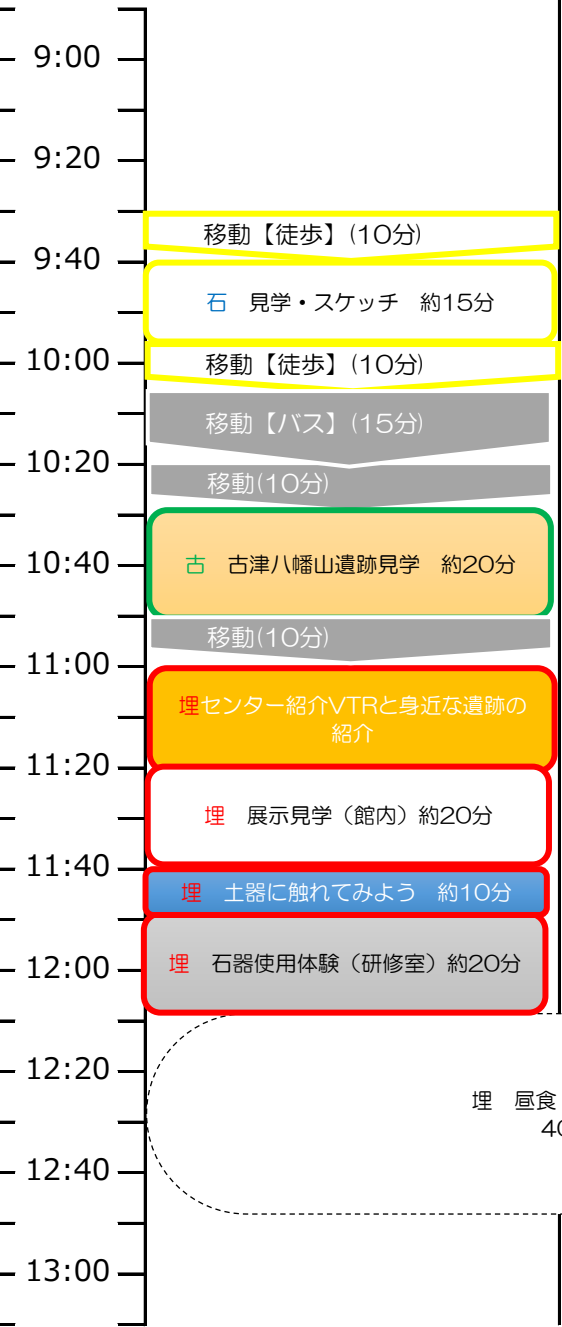 9:00
9:20
移動【徒歩】(10分)
9:40
石　見学・スケッチ　約15分
10:00
移動【徒歩】(10分)
移動【バス】(15分)
10:20
移動(10分)
10:40
古　古津八幡山遺跡見学　約20分
移動(10分)
11:00
埋センター紹介VTRと身近な遺跡の
紹介
11:20
埋　展示見学（館内）約20分
11:40
埋　土器に触れてみよう　約10分
12:00
埋　石器使用体験（研修室）約20分
12:20
埋　昼食
40
12:40
13:00